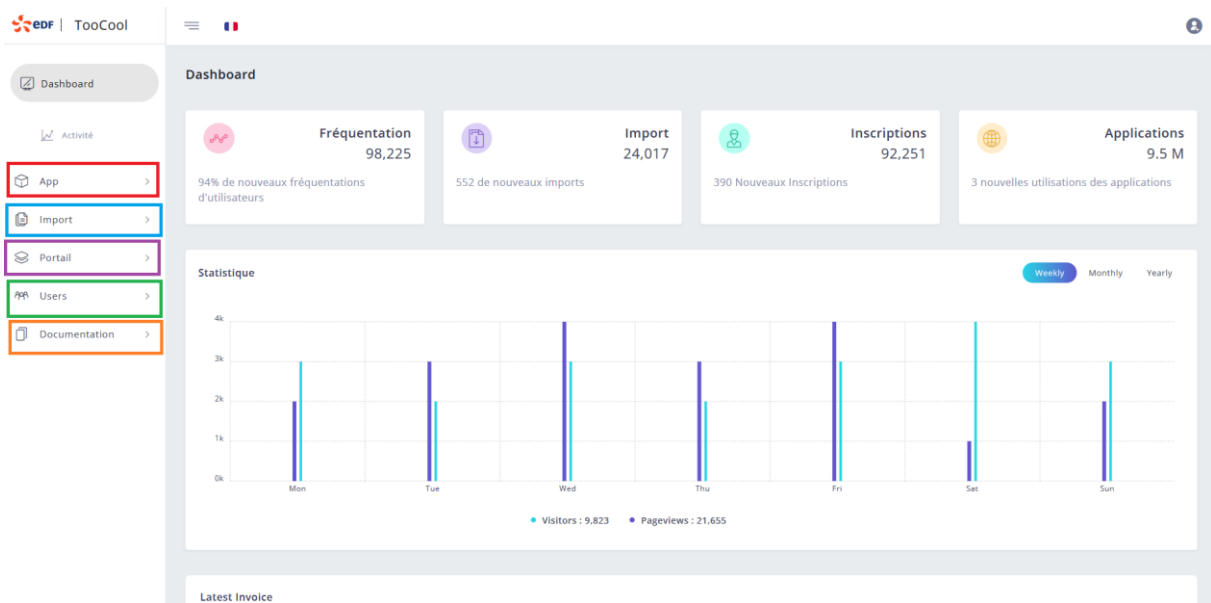 eDF | TooCool
Dashboard
Activité
App
Import
Portail
Users
Documentation
Dashboard
Fréquentation
98,225
94% de nouveaux fréquentations
d'utilisateurs
Import
24,017
552 de nouveaux imports
Inscriptions
92,251
390 Nouveaux Inscriptions
Applications
9.5 M
3 nouvelles utilisations des applications
Statistique
Weekly Monthly Yearly
4k
3k
2k
1k
0k
Mon Tue Wed Thu Fri Sat Sun
Visitors : 9,823 Pageviews : 21,655
Latest Invoice